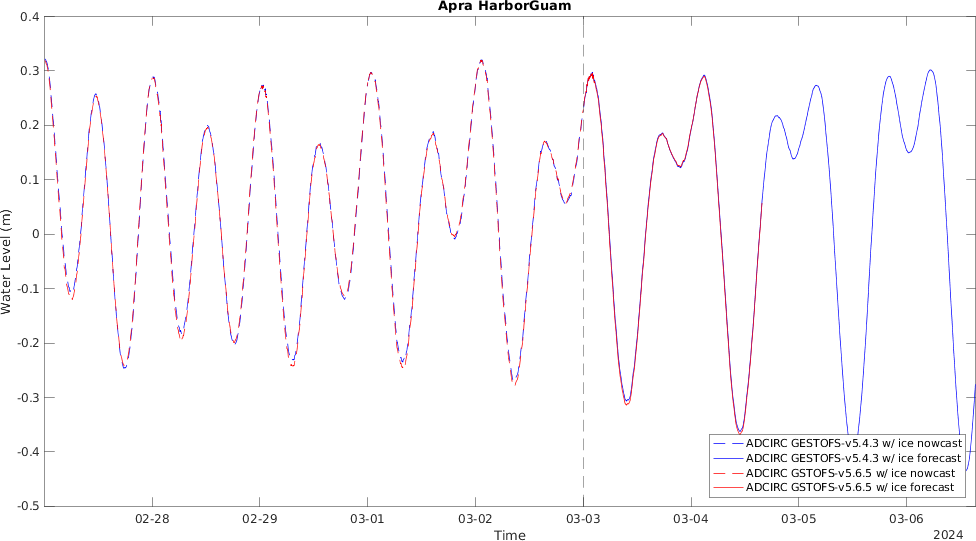 Apra HarborGuam
0.4
0.3
0.2
0.1
0
-0.1
-0.2
-0.3
-0.4
-0.5
Water Level (m)
02-28
02-29
03-01
03-02
03-03
03-04
03-05
03-06
Time
2024
ADCIRC GESTOFS-v5.4.3 w/ ice nowcast
ADCIRC GESTOFS-v5.4.3 w/ ice forecast
ADCIRC GSTOFS-v5.6.5 w/ ice nowcast
ADCIRC GSTOFS-v5.6.5 w/ ice forecast